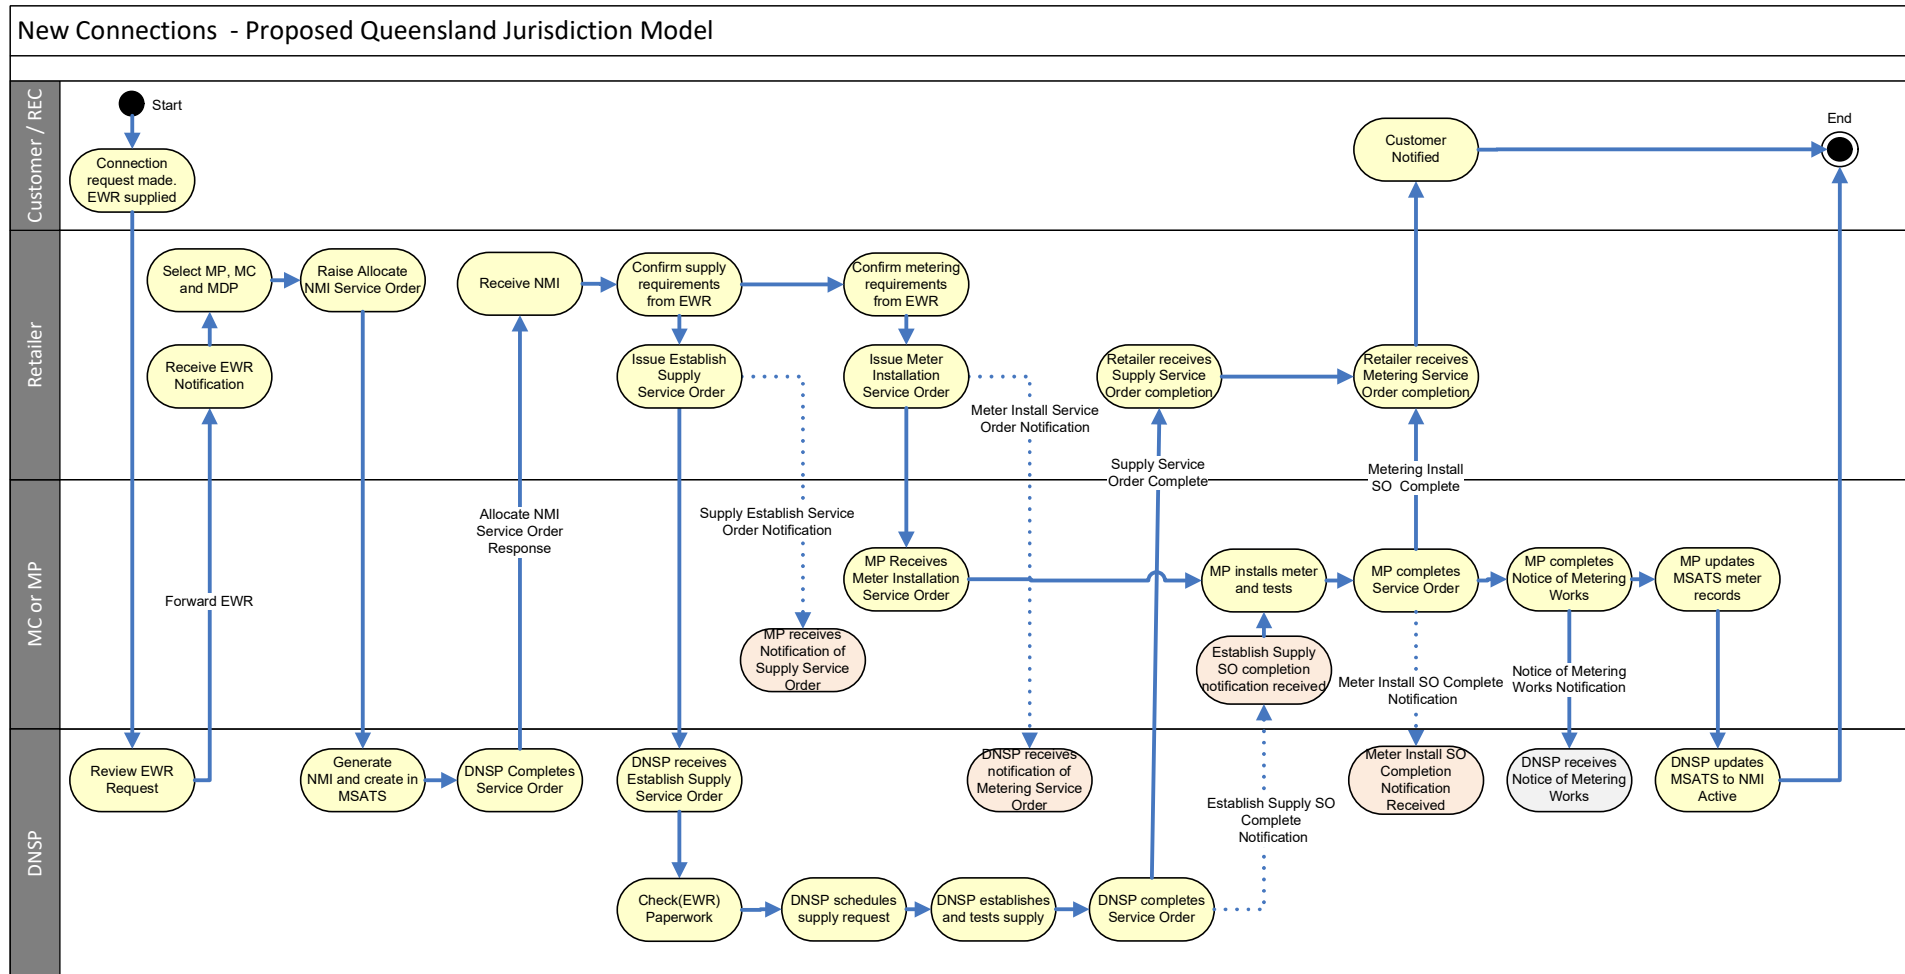 New Connections  - Proposed Queensland Jurisdiction Model
Customer / REC
Start
Connection
request made.
EWR supplied
Customer
Notified
End
Retailer
Select MP, MC
and MDP
Raise Allocate
NMI Service Order
Receive NMI
Confirm supply
requirements
from EWR
Confirm metering
requirements
from EWR
Receive EWR
Notification
Issue Establish
Supply
Service Order
Issue Meter
Installation
Service Order
Retailer receives
Supply Service
Order completion
Retailer receives
Metering Service
Order completion
Meter Install Service
Order Notification
Supply Service
Order Complete
Metering Install
SO  Complete
MC or MP
Allocate NMI
Service Order
Response
Supply Establish Service
Order Notification
MP Receives
Meter Installation
Service Order
MP installs meter
and tests
MP completes
Service Order
MP completes
Notice of Metering
Works
MP updates
MSATS meter
records
Forward EWR
MP receives
Notification of
Supply Service
Order
Establish Supply
SO completion
notification received
Meter Install SO Complete
Notification
Notice of Metering
Works Notification
DNSP
Review EWR
Request
Generate
NMI and create in
MSATS
DNSP Completes
Service Order
DNSP receives
Establish Supply
Service Order
DNSP receives
notification of
Metering Service
Order
Establish Supply SO
Complete
Notification
Meter Install SO
Completion
Notification
Received
DNSP receives
Notice of Metering
Works
DNSP updates
MSATS to NMI
Active
Check(EWR)
Paperwork
DNSP schedules
supply request
DNSP establishes
and tests supply
DNSP completes
Service Order